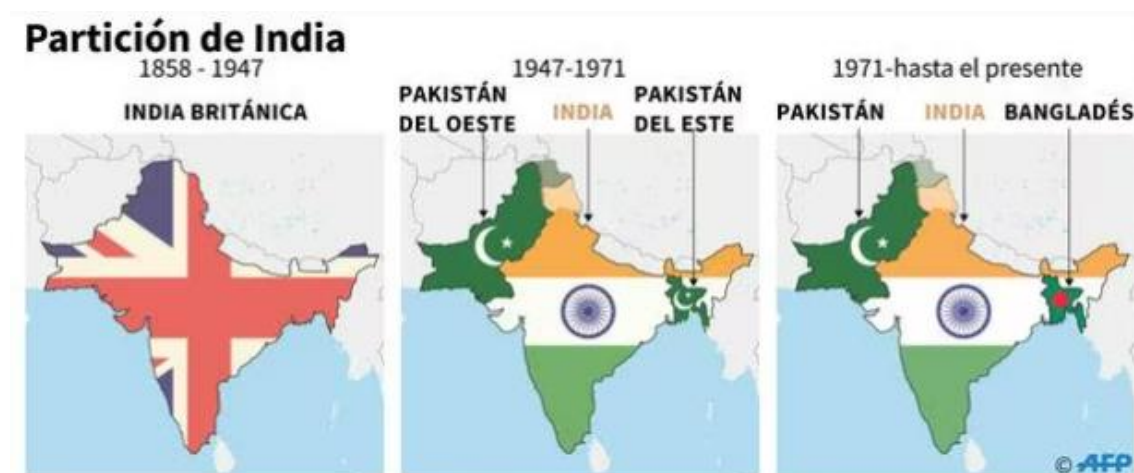 Partición de India
1858 - 1947
INDIA BRITÁNICA
1947-1971
PAKISTÁN
DEL OESTE
INDIA
PAKISTÁN
DEL ESTE
1971-hasta el presente
PAKISTÁN
INDIA
BANGLADÉS
© AFP